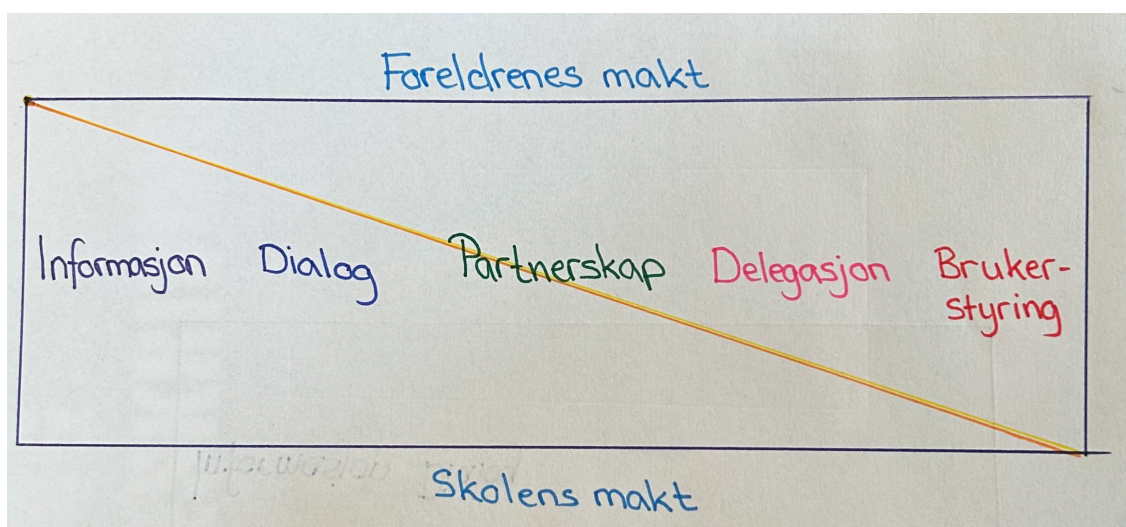 Foreldrenes makt
Informasjon Dialog Partnerskap Delegasjon Bruker-
styring
Skolens makt